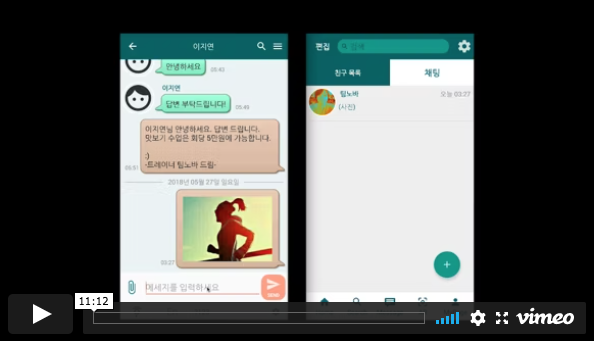 이지연
안녕하세요
05:43
이지연
답변 부탁드립니다!
05:49
이지연님 안녕하세요. 답변 드립니다.
맛보기 수업은 회당 5만원에 가능합니다.
:)
-트레이너 팀노바 드림-
05:51
2018년 05월 27일 일요일
03:27
메세지를 입력하세요
SEND
편집
검색
친구 목록
채팅
팀노바
오늘 03:27
(사진)
+
11:12
vimeo